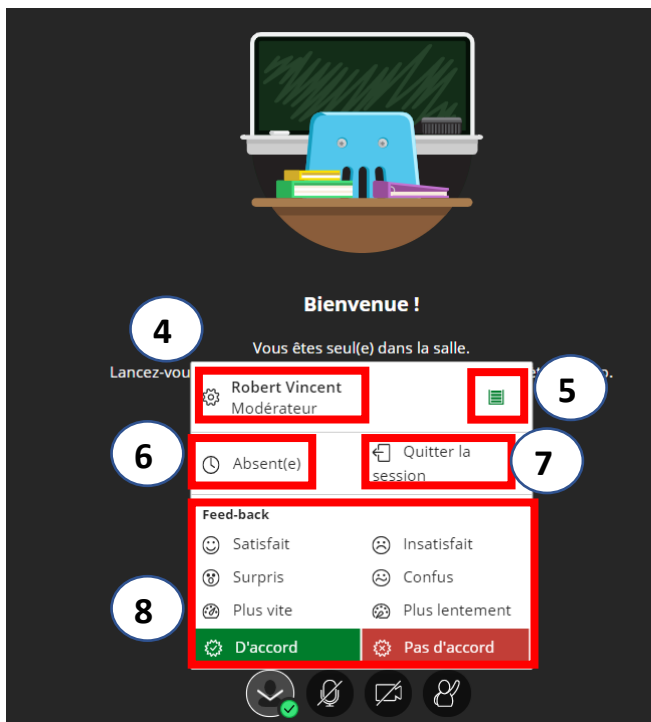 Bienvenue !
4
Vous êtes seul(e) dans la salle.
Lancez-vou
o.
Robert Vincent
Modérateur
5
6
Absent(e)
Quitter la
session
7
Feed-back
Satisfait
Insatisfait
Surpris
Confus
8
Plus vite
Plus lentement
D'accord
Pas d'accord